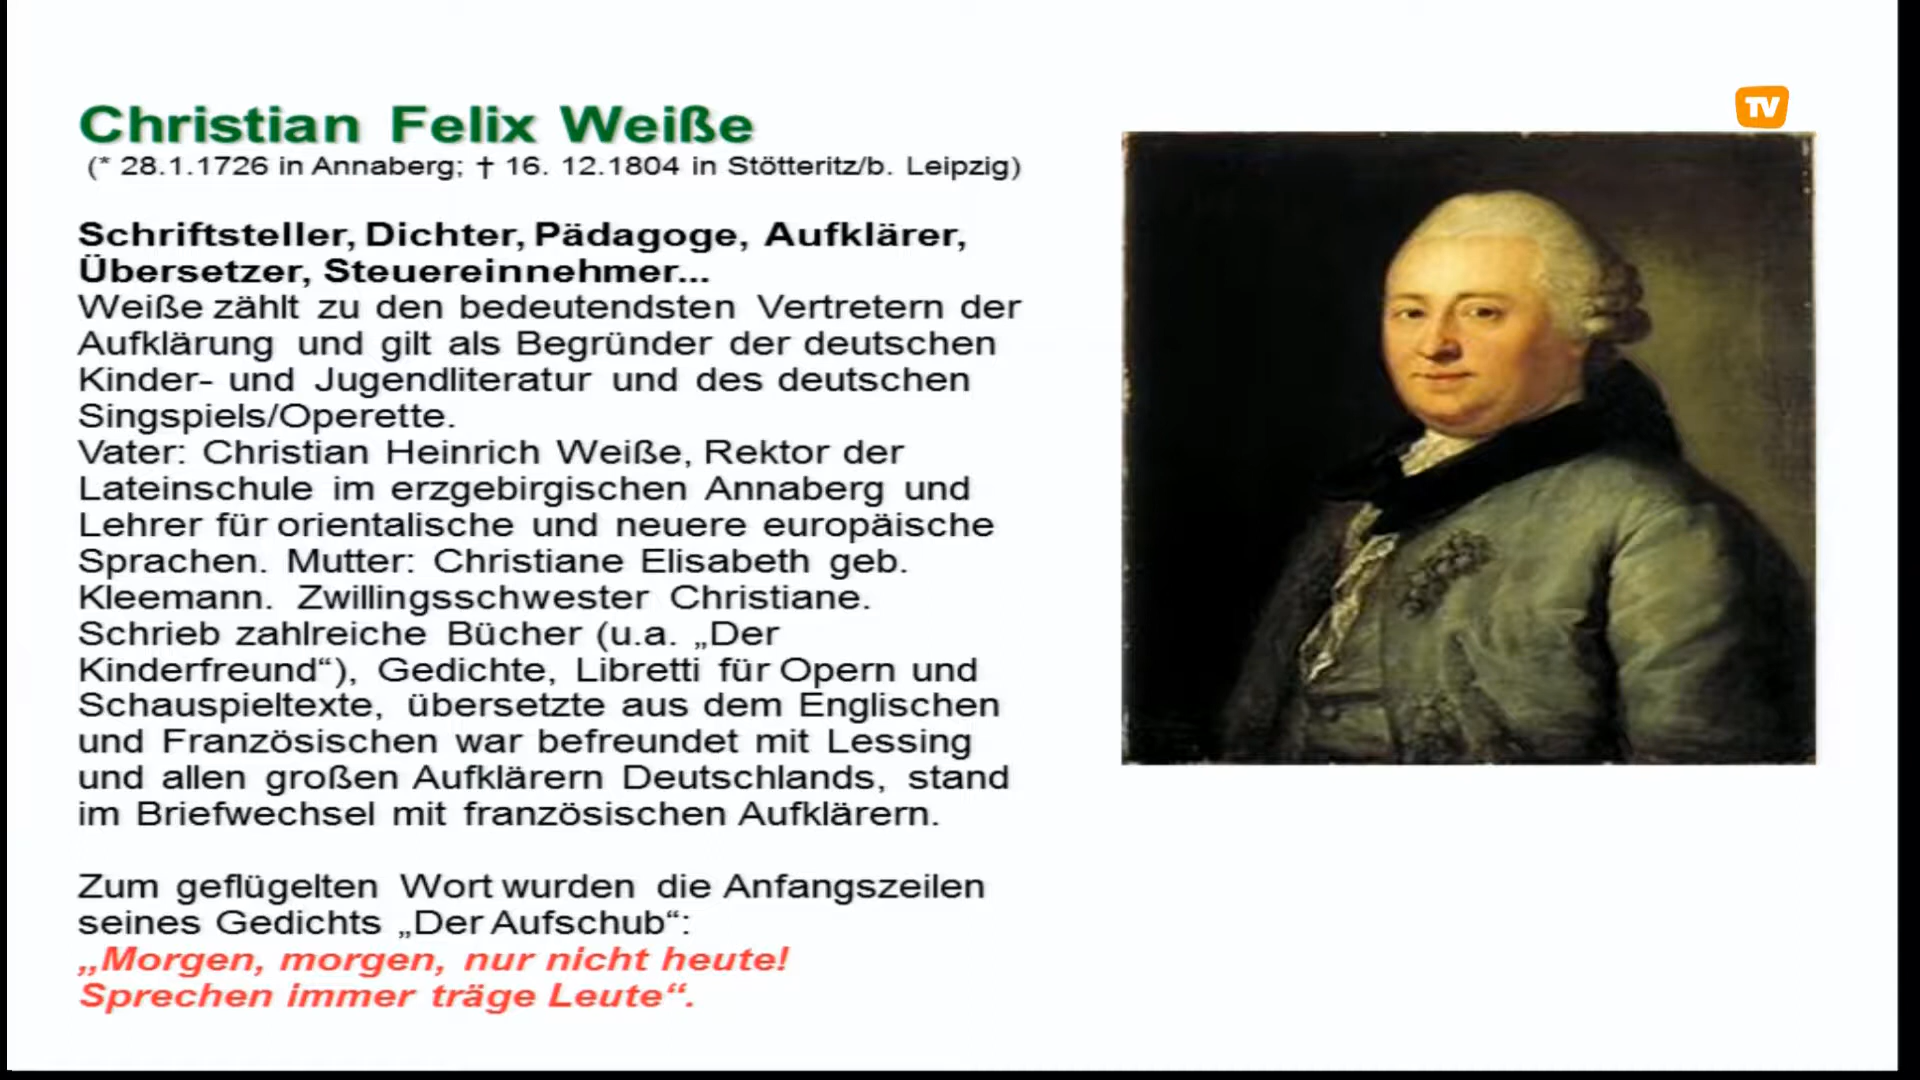 Christian Felix Weiße
(* 28.1.1726 in Annaberg; † 16. 12.1804 in Stötteritz/b. Leipzig)
Schriftsteller, Dichter, Pädagoge, Aufklärer,
Übersetzer, Steuereinnehmer...
Weiße zählt zu den bedeutendsten Vertretern der
Aufklärung und gilt als Begründer der deutschen
Kinder- und Jugendliteratur und des deutschen
Singspiels/Operette.
Vater: Christian Heinrich Weiße, Rektor der
Lateinschule im erzgebirgischen Annaberg und
Lehrer für orientalische und neuere europäische
Sprachen. Mutter: Christiane Elisabeth geb.
Kleemann. Zwillingsschwester Christiane.
Schrieb zahlreiche Bücher (u.a. „Der
Kinderfreund“), Gedichte, Libretti für Opern und
Schauspieltexte, übersetzte aus dem Englischen
und Französischen war befreundet mit Lessing
und allen großen Aufklärern Deutschlands, stand
im Briefwechsel mit französischen Aufklärern.
Zum geflügelten Wort wurden die Anfangszeilen
seines Gedichts „Der Aufschub“:
„Morgen, morgen, nur nicht heute!
Sprechen immer träge Leute“.
TV